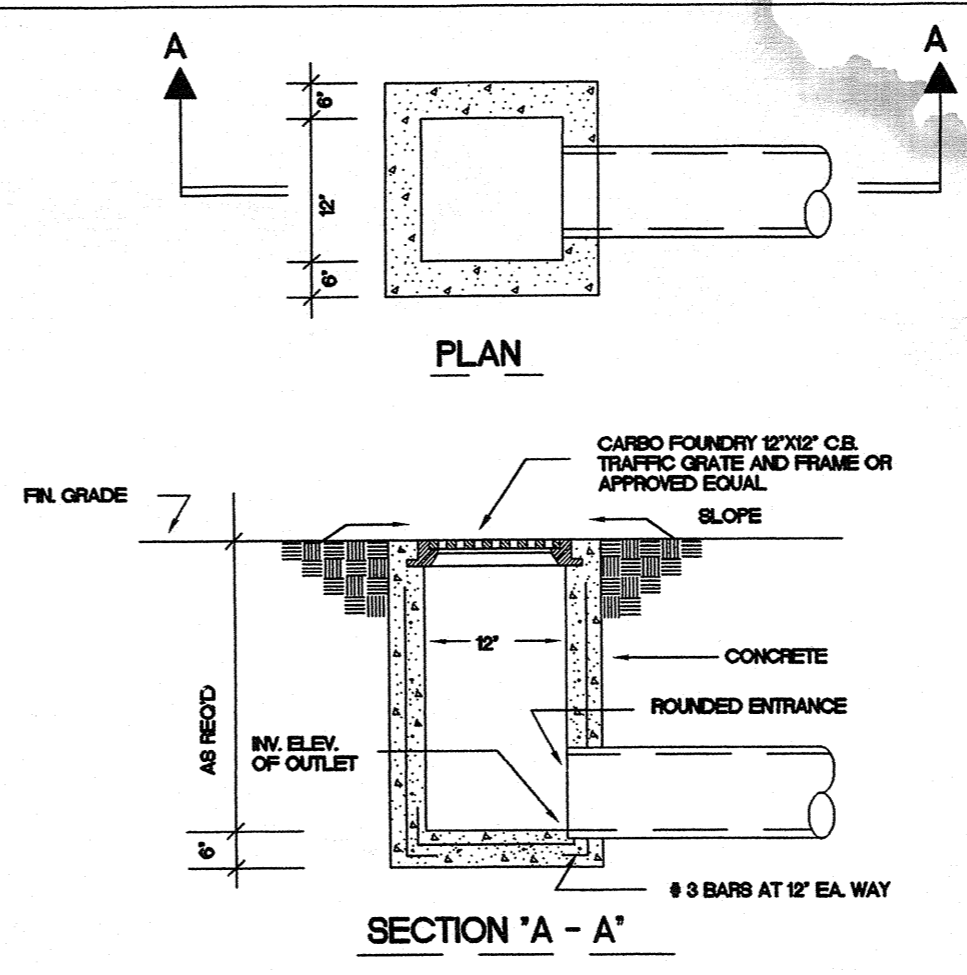 A
A
6"
12"
6"
PLAN
CARBO FOUNDRY 12"X12" C.B.
TRAFFIC GRATE AND FRAME OR
APPROVED EQUAL
FIN. GRADE
SLOPE
12"
CONCRETE
ROUNDED ENTRANCE
AS REQ'D
INV. ELEV.
OF OUTLET
6"
# 3 BARS AT 12" EA. WAY
SECTION "A - A"